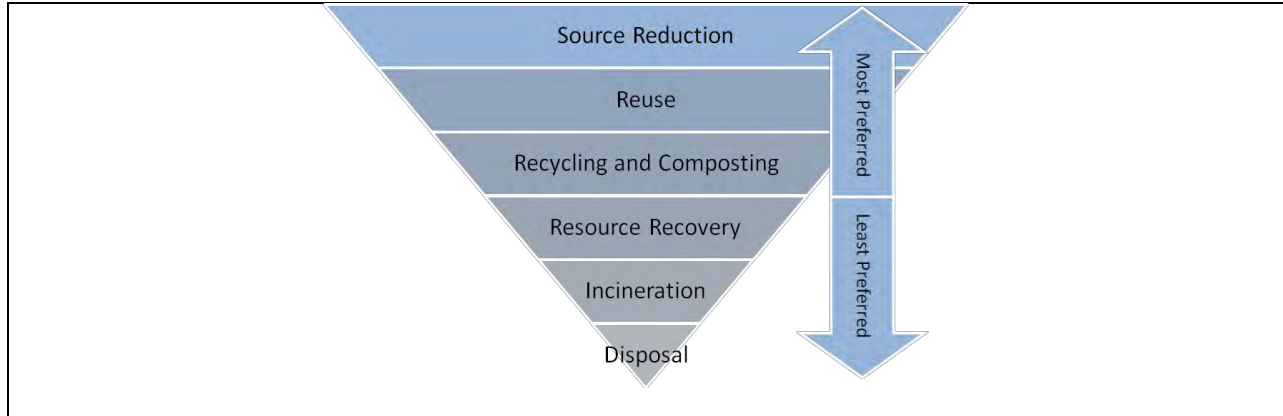 Source Reduction
Reuse
Recycling and Composting
Resource Recovery
Incineration
Disposal
Most Preferred
Least Preferred